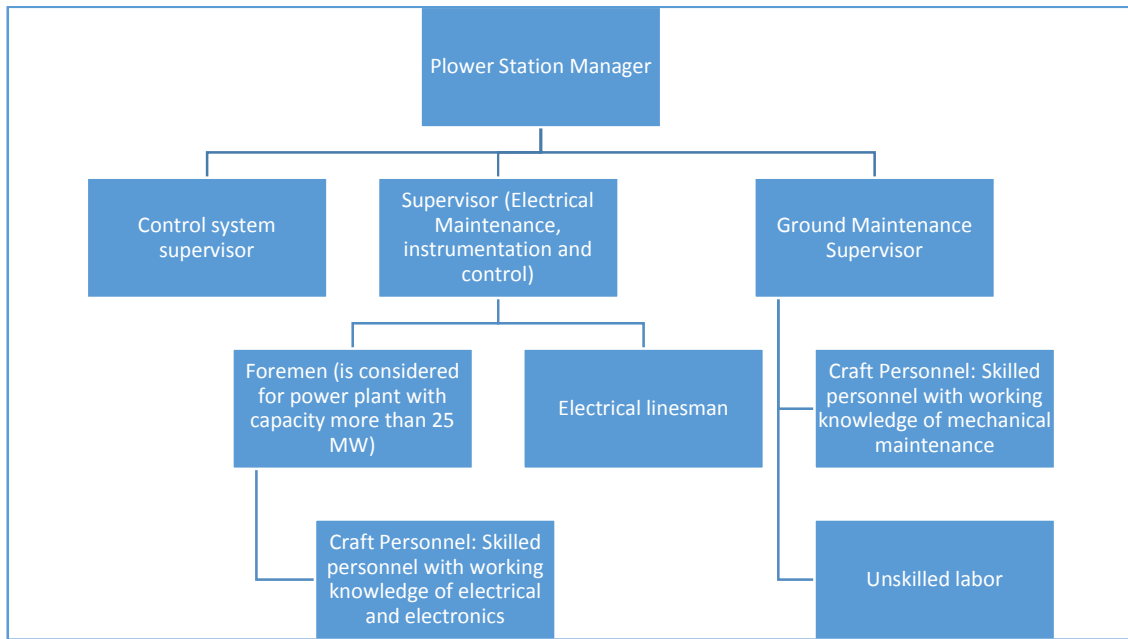 Plower Station Manager
Control system
supervisor
Supervisor (Electrical
Maintenance,
instrumentation and
control)
Ground Maintenance
Supervisor
Foremen (is considered
for power plant with
capacity more than 25
MW)
Electrical linesman
Craft Personnel: Skilled
personnel with working
knowledge of mechanical
maintenance
Craft Personnel: Skilled
personnel with working
knowledge of electrical
and electronics
Unskilled labor